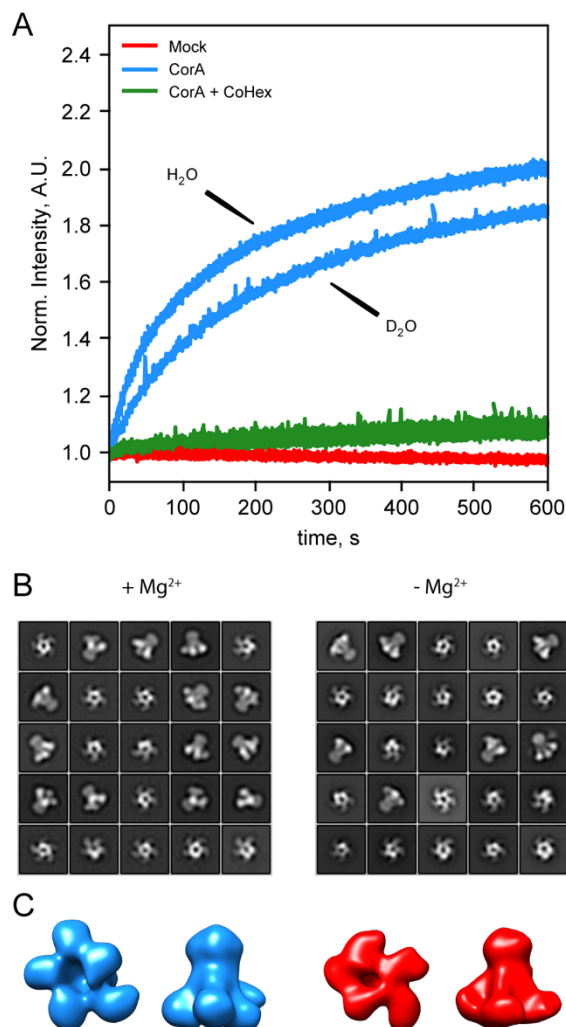 A
Mock
CorA
CorA + CoHex
H₂O
D₂O
Norm. Intensity, A.U.
2.4
2.2
2.0
1.8
1.6
1.4
1.2
1.0
0 100 200 300 400 500 600
time, s
B
+ Mg²⁺
- Mg²⁺
C